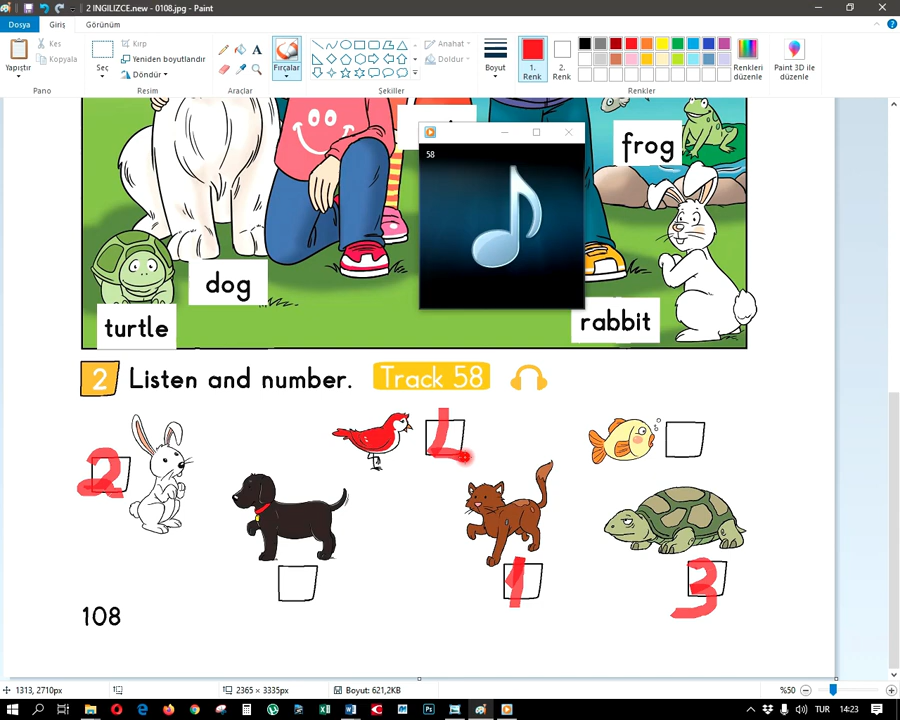 2 INGILIZCE.new - 0108.jpg - Paint
Dosya Giriş Görünüm
Yapıştır
Kes
Kopyala
Pano
Seç
Kırp
Yeniden boyutlandır
Döndür
Resim
Araçlar
Fırçalar
Şekiller
Anahat
Doldur
Boyut
1. Renk
2. Renk
Renkler
Renkleri düzenle
Paint 3D ile düzenle
58
frog
dog
turtle
rabbit
2 Listen and number. Track 58
2
L
1
3
108
1313, 2710px
2365 × 3335px
Boyut: 621,2KB
%50
TUR 14:23